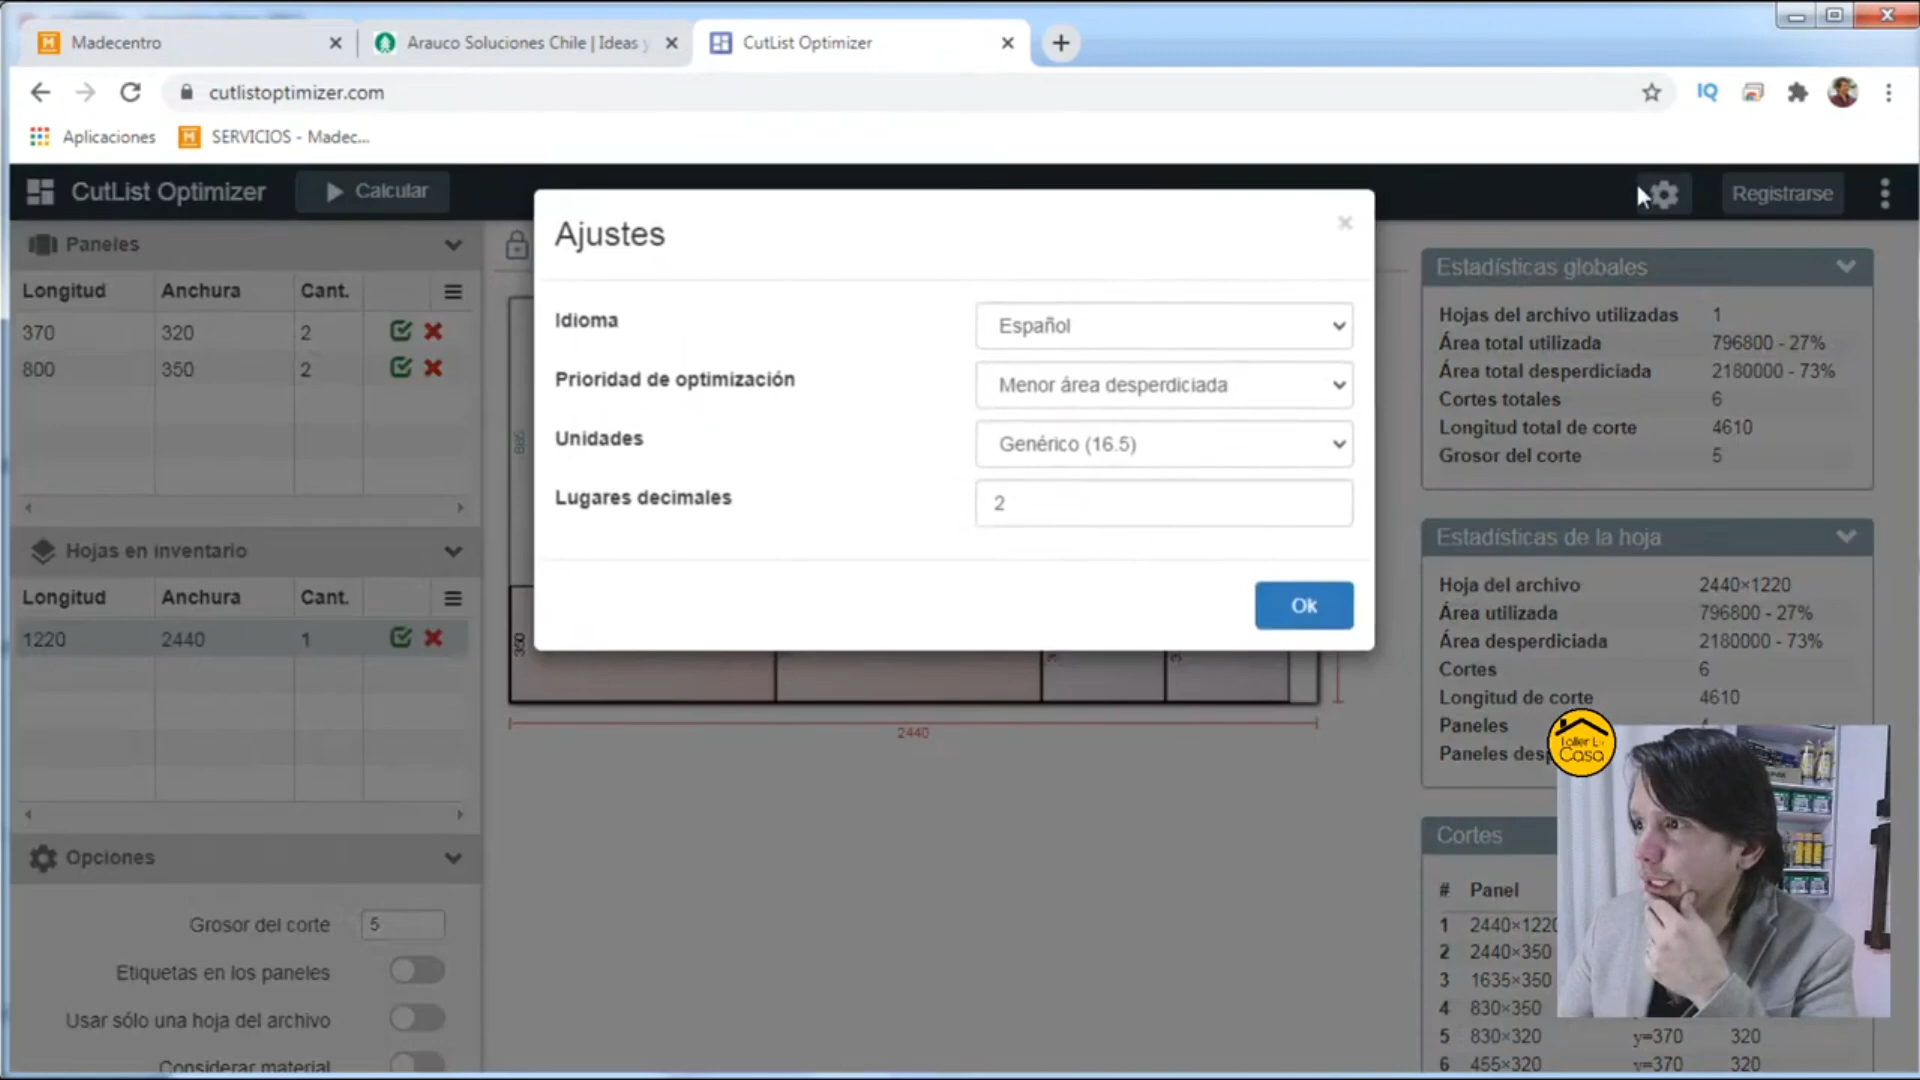 Madecentro
Arauco Soluciones Chile | Ideas y
CutList Optimizer
cutlistoptimizer.com
IQ
Aplicaciones
SERVICIOS - Madec...
CutList Optimizer
Calcular
Registrarse
Paneles
Longitud Anchura Cant.
370 320 2
800 350 2
Hojas en inventario
Longitud Anchura Cant.
1220 2440 1
Opciones
Grosor del corte 5
Etiquetas en los paneles
Usar sólo una hoja del archivo
Considerar material
885
350
2440
Ajustes
Idioma Español
Prioridad de optimización Menor área desperdiciada
Unidades Genérico (16.5)
Lugares decimales 2
Ok
Estadísticas globales
Hojas del archivo utilizadas 1
Área total utilizada 796800 - 27%
Área total desperdiciada 2180000 - 73%
Cortes totales 6
Longitud total de corte 4610
Grosor del corte 5
Estadísticas de la hoja
Hoja del archivo 2440×1220
Área utilizada 796800 - 27%
Área desperdiciada 2180000 - 73%
Cortes 6
Longitud de corte 4610
Paneles
Paneles
Cortes
# Panel
1 2440×1220
2 2440×350
3 1635×350
4 830×350
5 830×320 y=370 320
6 455×320 y=370 320
Casa